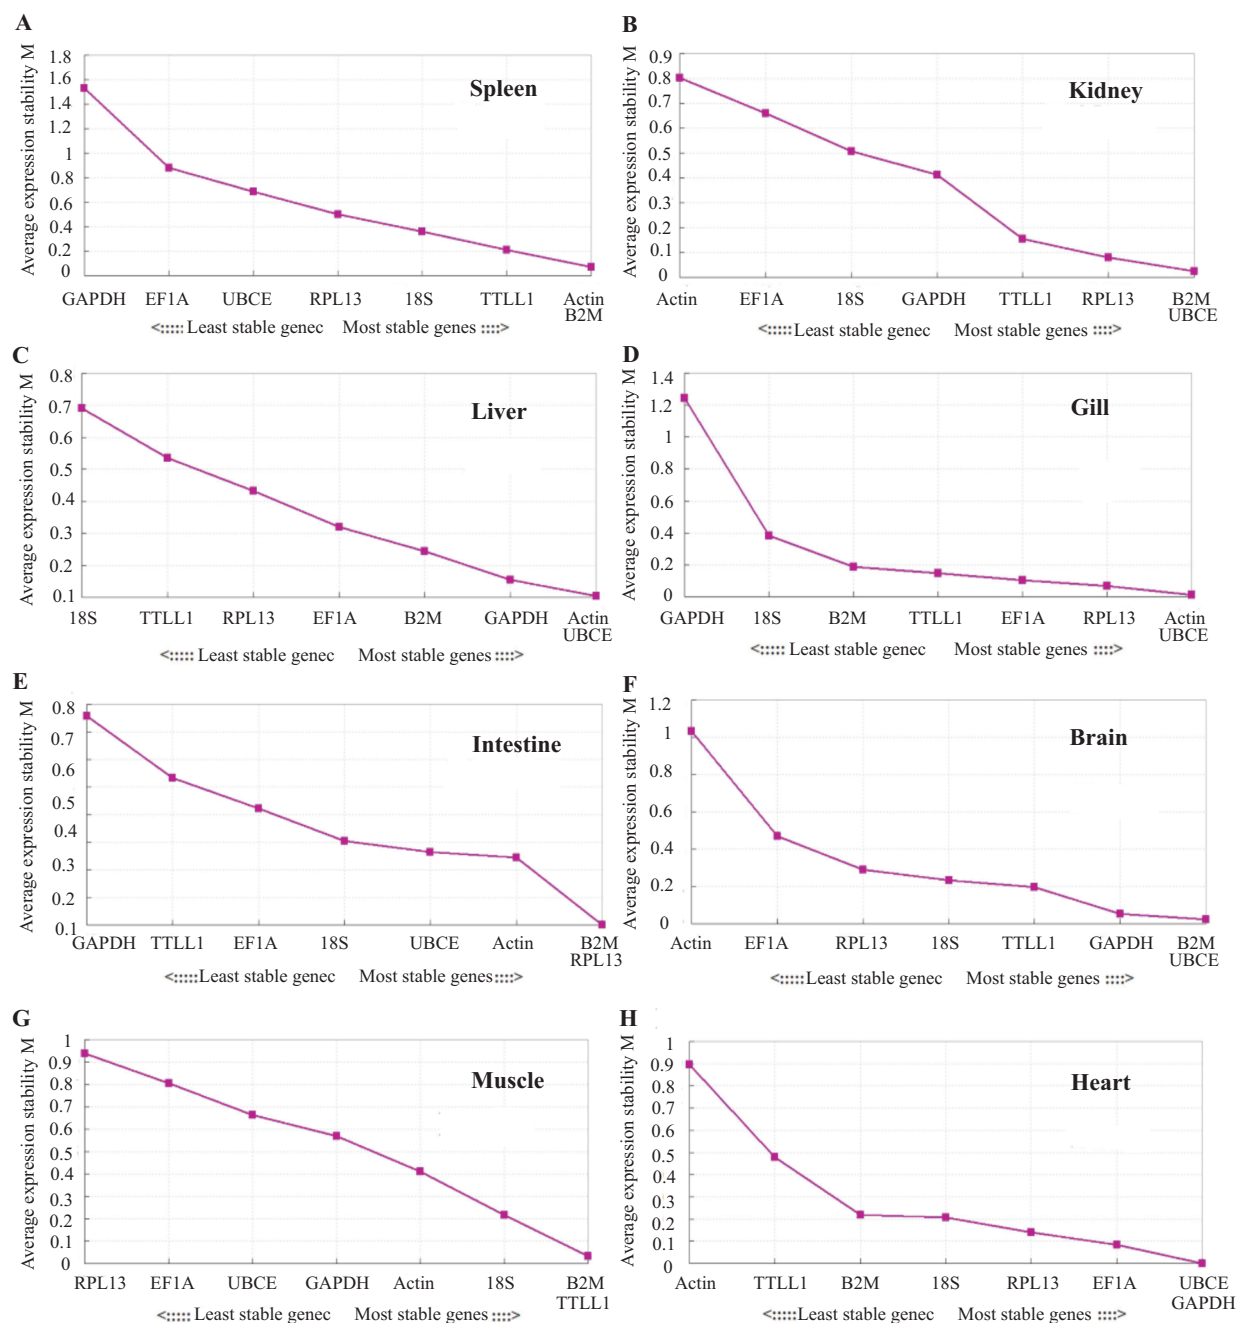 A
Average expression stability M
1.8
1.6
1.4
1.2
1
0.8
0.6
0.4
0.2
0
Spleen
GAPDH EF1A UBCE RPL13 18S TTLL1 Actin
B2M
<::::: Least stable genec Most stable genes ::::>
B
Average expression stability M
0.9
0.8
0.7
0.6
0.5
0.4
0.3
0.2
0.1
0
Kidney
Actin EF1A 18S GAPDH TTLL1 RPL13 B2M
UBCE
<:::::Least stable genec Most stable genes ::::>
C
Average expression stability M
0.8
0.7
0.6
0.5
0.4
0.3
0.2
0.1
Liver
18S TTLL1 RPL13 EF1A B2M GAPDH Actin
UBCE
<::::: Least stable genec Most stable genes ::::>
D
Average expression stability M
1.4
1.2
1
0.8
0.6
0.4
0.2
0
Gill
GAPDH 18S B2M TTLL1 EF1A RPL13 Actin
UBCE
<::::: Least stable genec Most stable genes ::::>
E
Average expression stability M
0.8
0.7
0.6
0.5
0.4
0.3
0.1
Intestine
GAPDH TTLL1 EF1A 18S UBCE Actin B2M
RPL13
<:::::Least stable genec Most stable genes::::>
F
Average expression stability M
1.2
1
0.8
0.6
0.4
0.2
0
Brain
Actin EF1A RPL13 18S TTLL1 GAPDH B2M
UBCE
<:::::Least stable genec Most stable genes ::::>
G
Average expression stability M
1
0.9
0.8
0.7
0.6
0.5
0.4
0.3
0.2
0.1
0
Muscle
RPL13 EF1A UBCE GAPDH Actin 18S B2M
TTLL1
<::::: Least stable genec Most stable genes ::::>
H
Average expression stability M
1
0.9
0.8
0.7
0.6
0.5
0.4
0.3
0.2
0.1
0
Heart
Actin TTLL1 B2M 18S RPL13 EF1A UBCE
GAPDH
<::::: Least stable genec Most stable genes ::::>